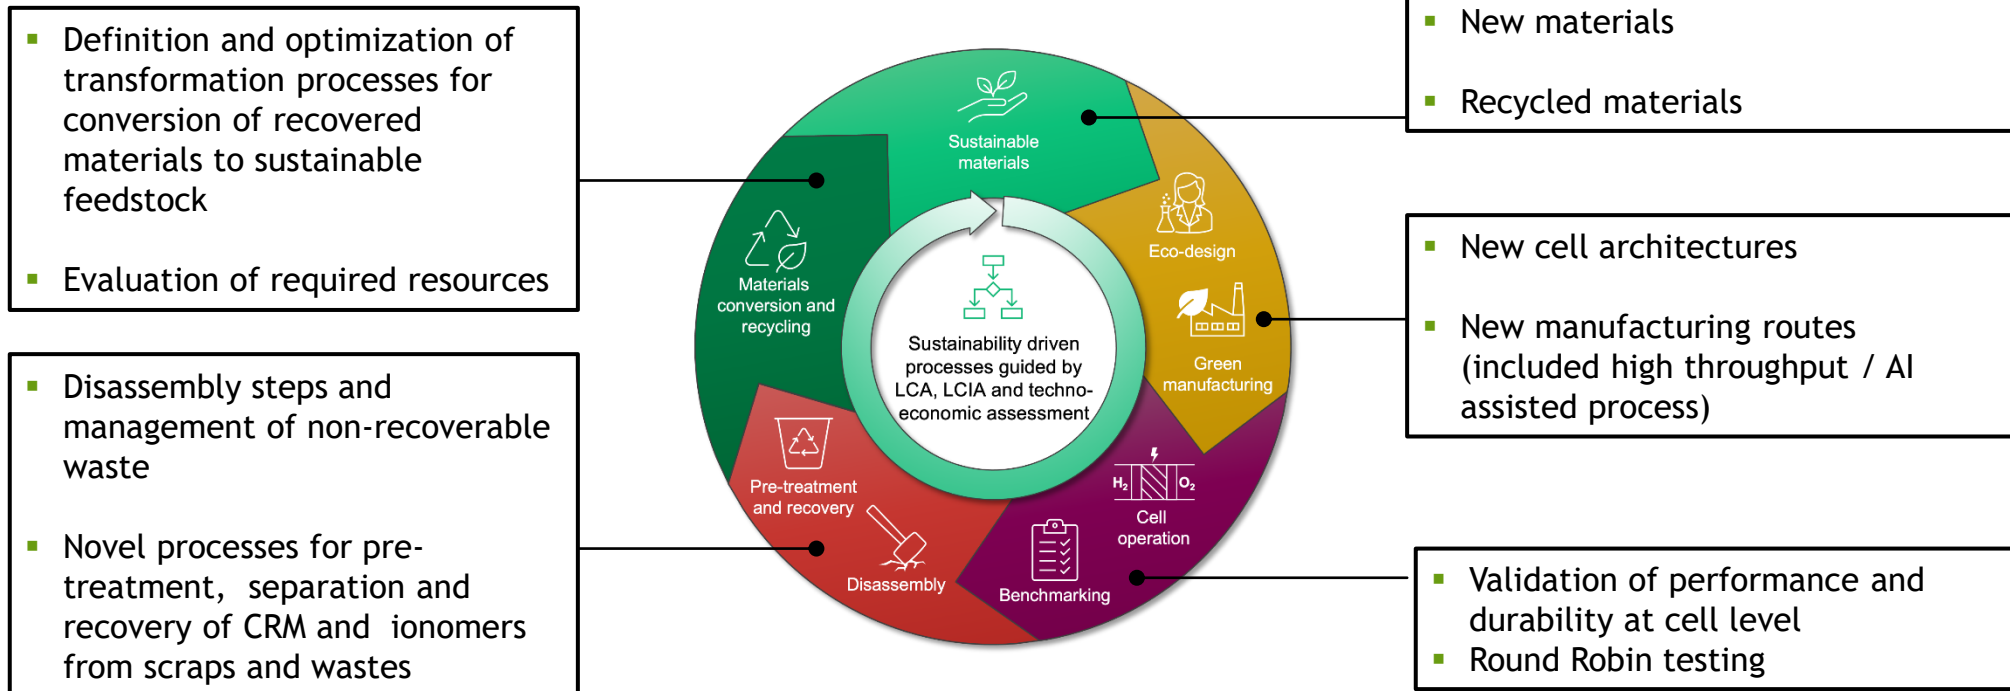 Definition and optimization of
transformation processes for
conversion of recovered
materials to sustainable
feedstock
Evaluation of required resources
Disassembly steps and
management of non-recoverable
waste
Novel processes for pre-
treatment, separation and
recovery of CRM and ionomers
from scraps and wastes
Sustainable
materials
Eco-design
Green
manufacturing
H₂ O₂
Cell
operation
Benchmarking
Disassembly
Pre-treatment
and recovery
Materials
conversion and
recycling
Sustainability driven
processes guided by
LCA, LCIA and techno-
economic assessment
New materials
Recycled materials
New cell architectures
New manufacturing routes
(included high throughput / AI
assisted process)
Validation of performance and
durability at cell level
Round Robin testing